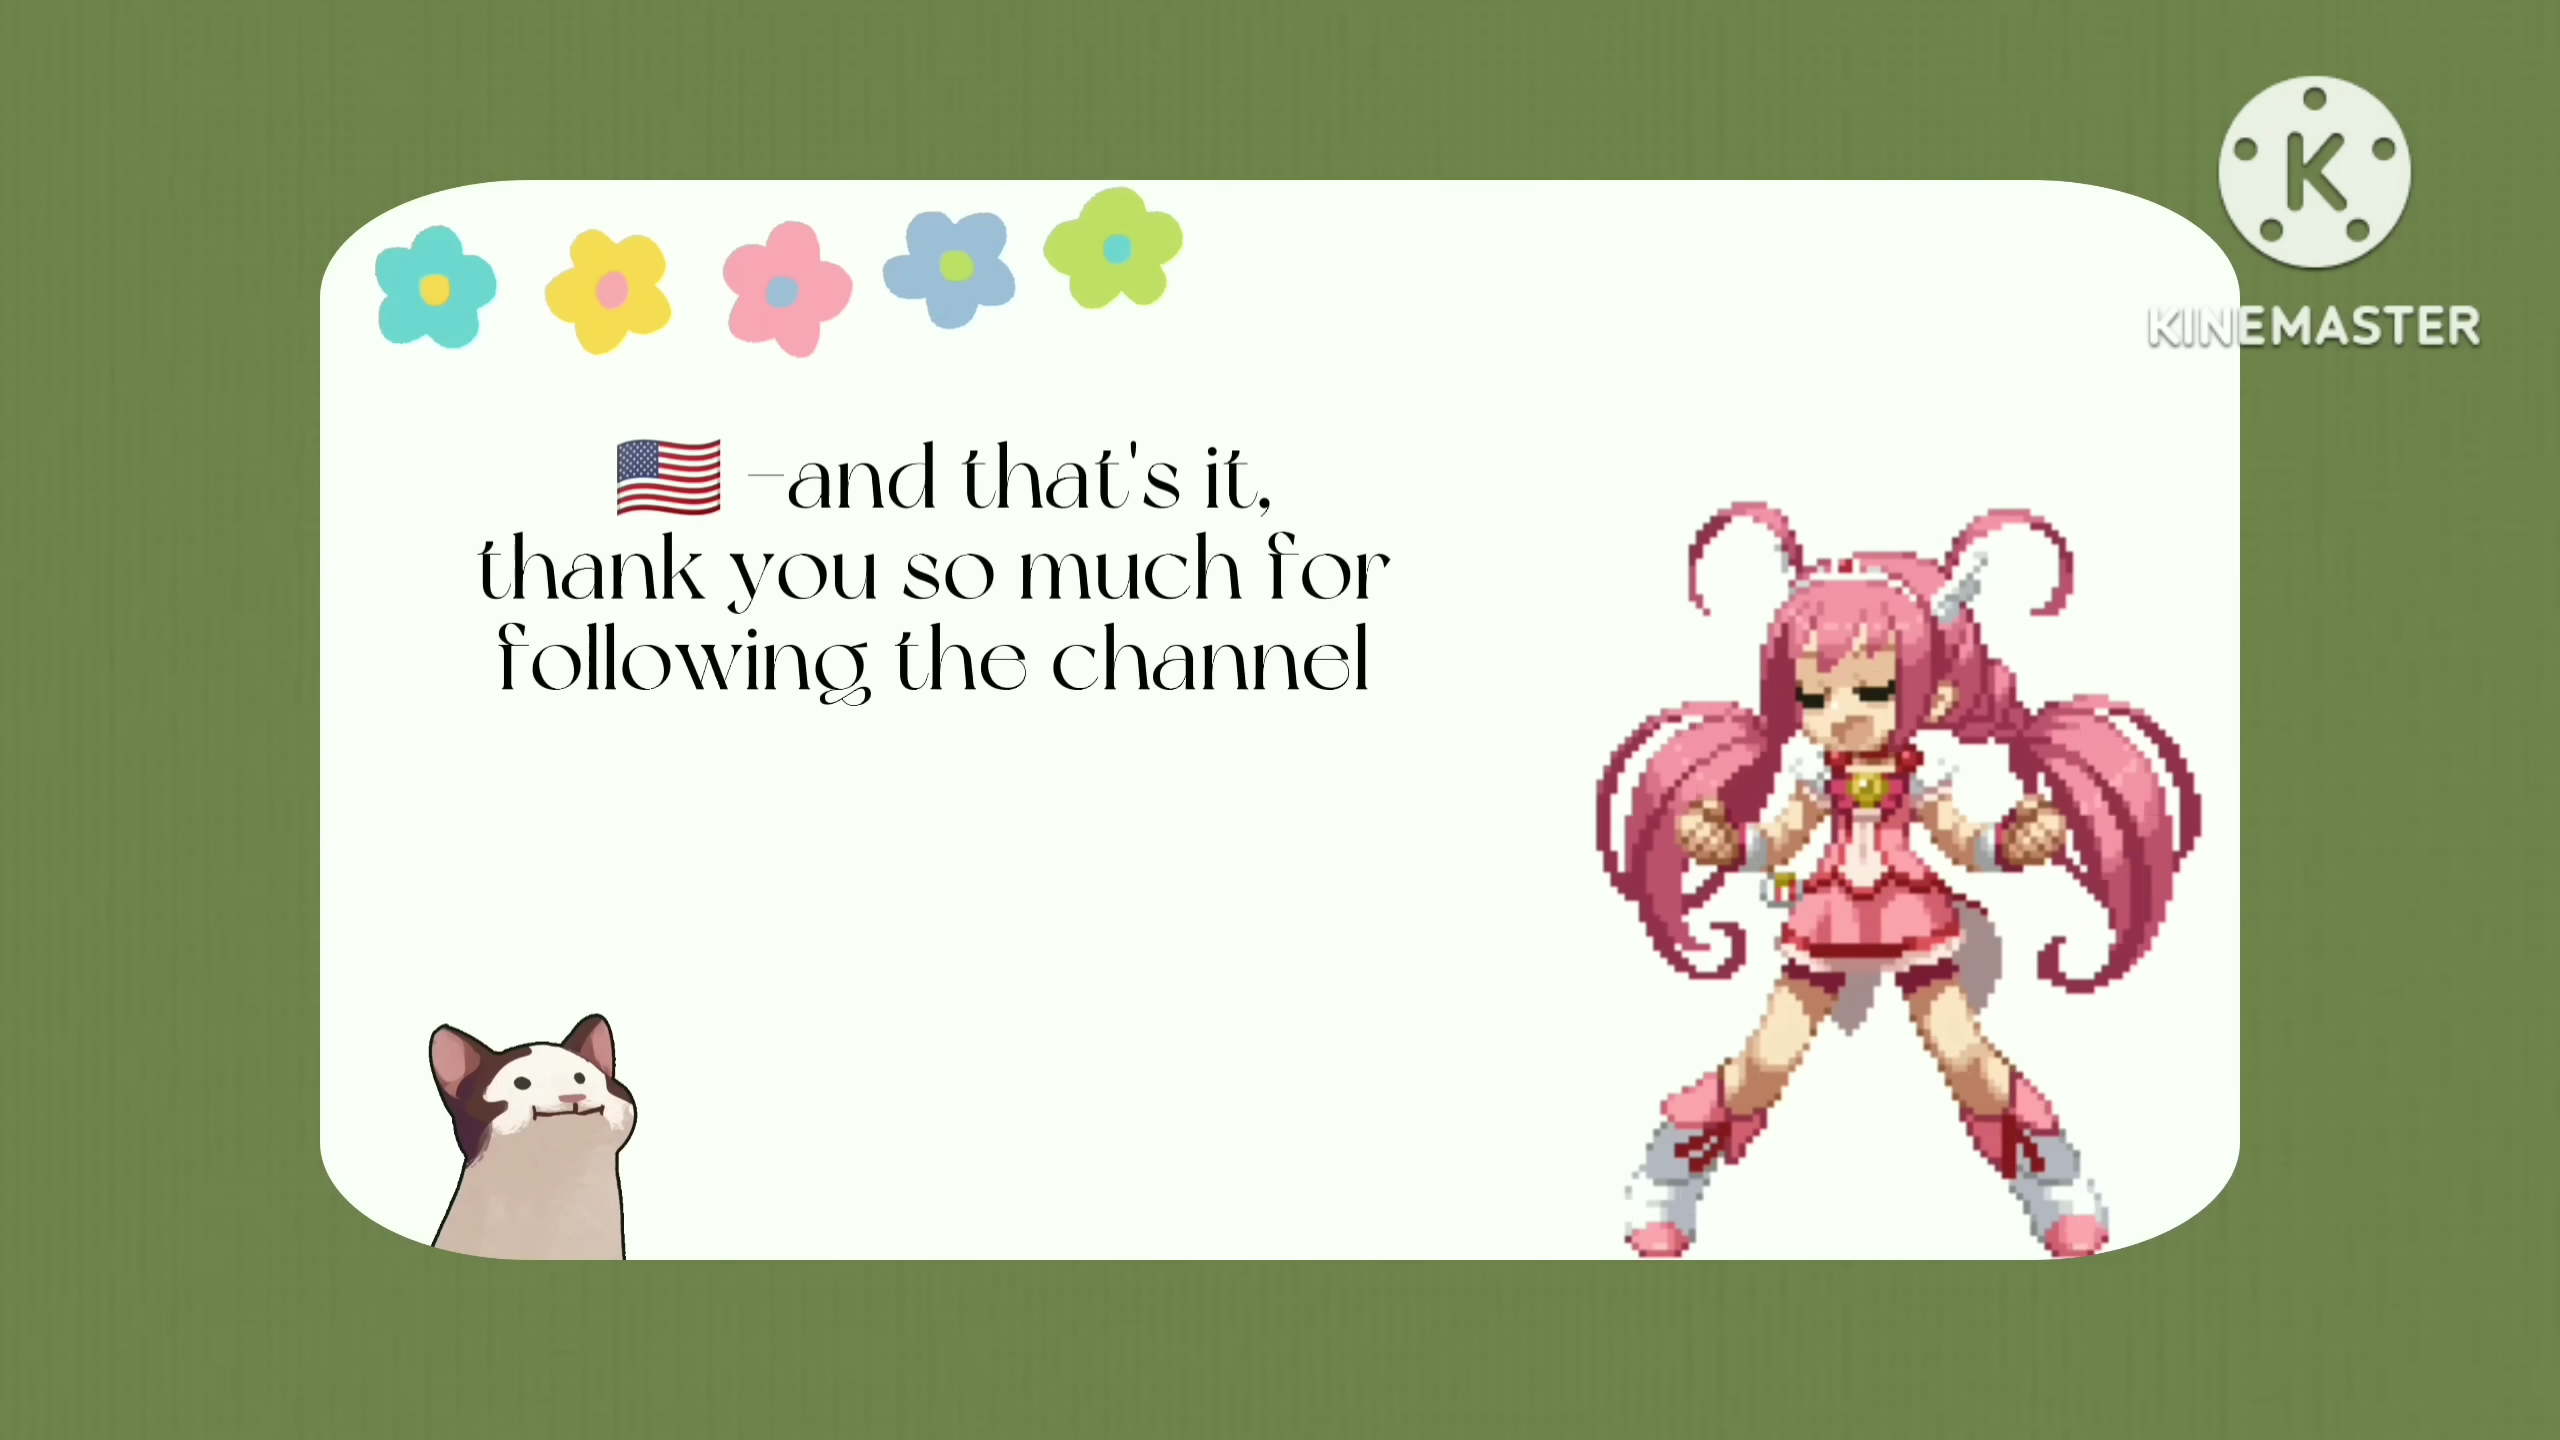 K
KINEMASTER
🇺🇸 -and that's it,
thank you so much for
following the channel